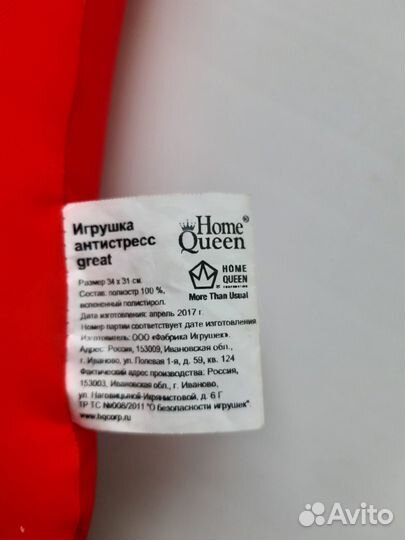 Игрушка
антистресс
great
Home®
Queen
HOME
QUEEN
More Than Usual
Размер 34 х 31 см.
Состав: полиэстр 100 %,
вспененный полистирол.
Дата изготовления: апрель 2017 г.
Номер партии соответствует дате изготовления
Изготовитель: ООО «Фабрика Игрушек».
Адрес: Россия, 153009, Ивановская обл.,
г. Иваново, ул. Полевая 1-я, д. 59, кв. 124
Фактический адрес производства: Россия,
153003, Ивановская обл., г. Иваново,
ул. Наговицыной-Икрянистовой, д. 6 Г
ТР ТС №008/2011 "О безопасности игрушек"
www.hqcorp.ru
Avito